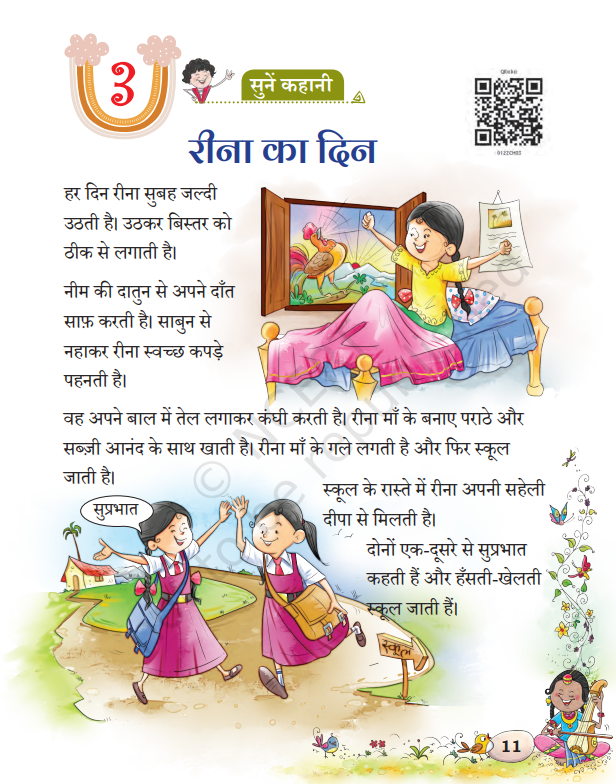 3
सुनें कहानी
0122CH03
रीना का दिन
हर दिन रीना सुबह जल्दी
उठती है। उठकर बिस्तर को
ठीक से लगाती है।
नीम की दातुन से अपने दाँत
साफ़ करती है। साबुन से
नहाकर रीना स्वच्छ कपड़े
पहनती है।
वह अपने बाल में तेल लगाकर कंघी करती है। रीना माँ के बनाए पराठे और
सब्ज़ी आनंद के साथ खाती है। रीना माँ के गले लगती है और फिर स्कूल
जाती है।
सुप्रभात
स्कूल के रास्ते में रीना अपनी सहेली
दीपा से मिलती है।
दोनों एक-दूसरे से सुप्रभात
कहती हैं और हँसती-खेलती
स्कूल जाती हैं।
स्कूल
11